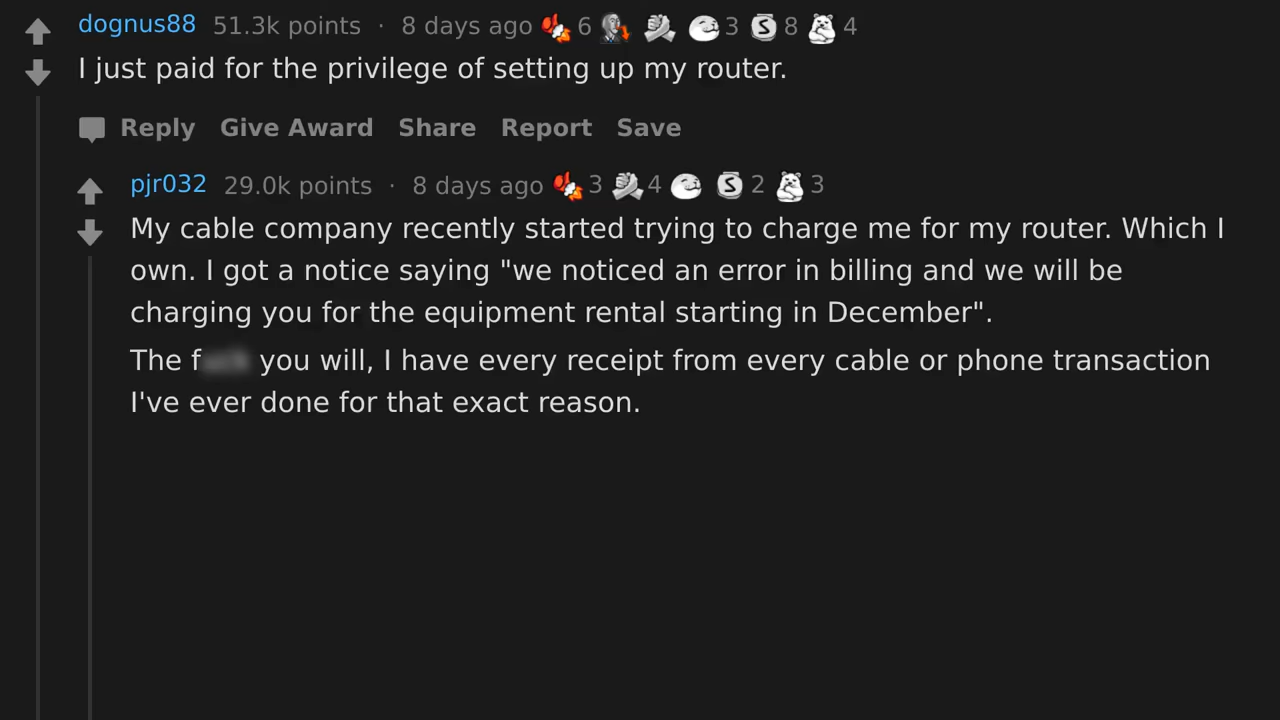 dognus88 51.3k points · 8 days ago 6 3 8 4
I just paid for the privilege of setting up my router.
Reply Give Award Share Report Save
pjr032 29.0k points · 8 days ago 3 4 2 3
My cable company recently started trying to charge me for my router. Which I
own. I got a notice saying "we noticed an error in billing and we will be
charging you for the equipment rental starting in December".
The f you will, I have every receipt from every cable or phone transaction
I've ever done for that exact reason.